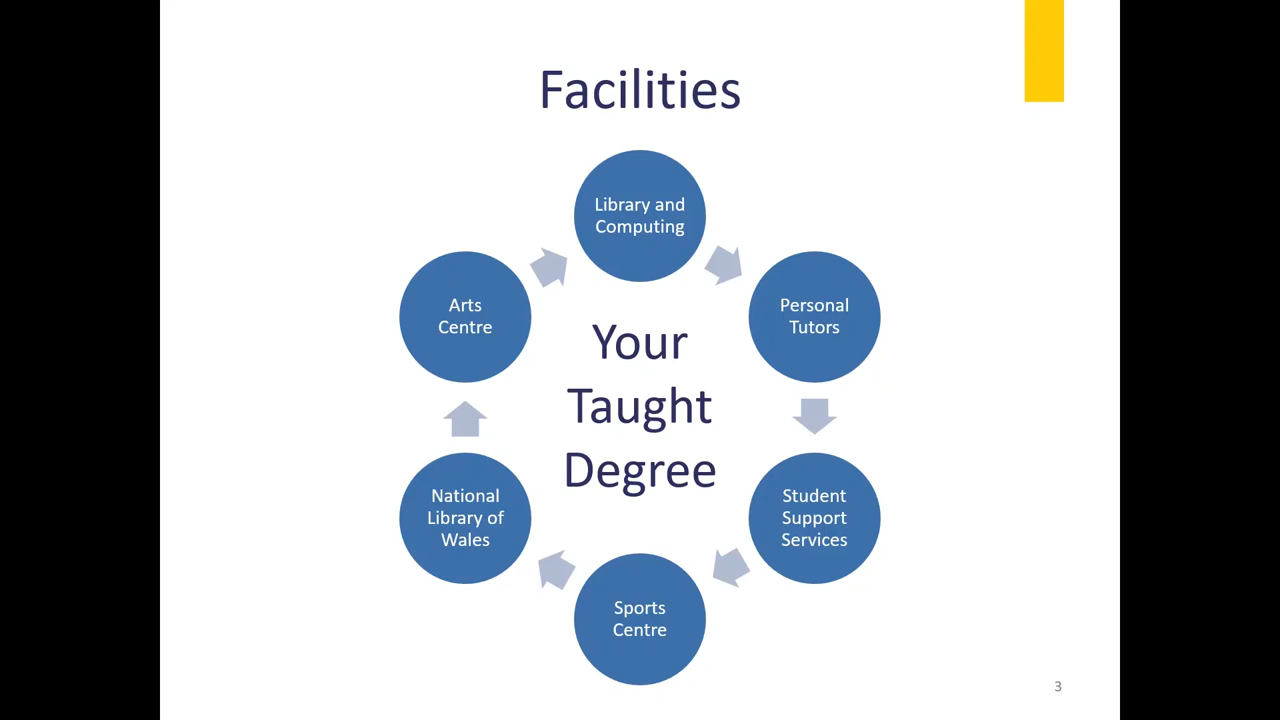 Facilities
Library and
Computing
Personal
Tutors
Student
Support
Services
Sports
Centre
National
Library of
Wales
Arts
Centre
Your
Taught
Degree
3